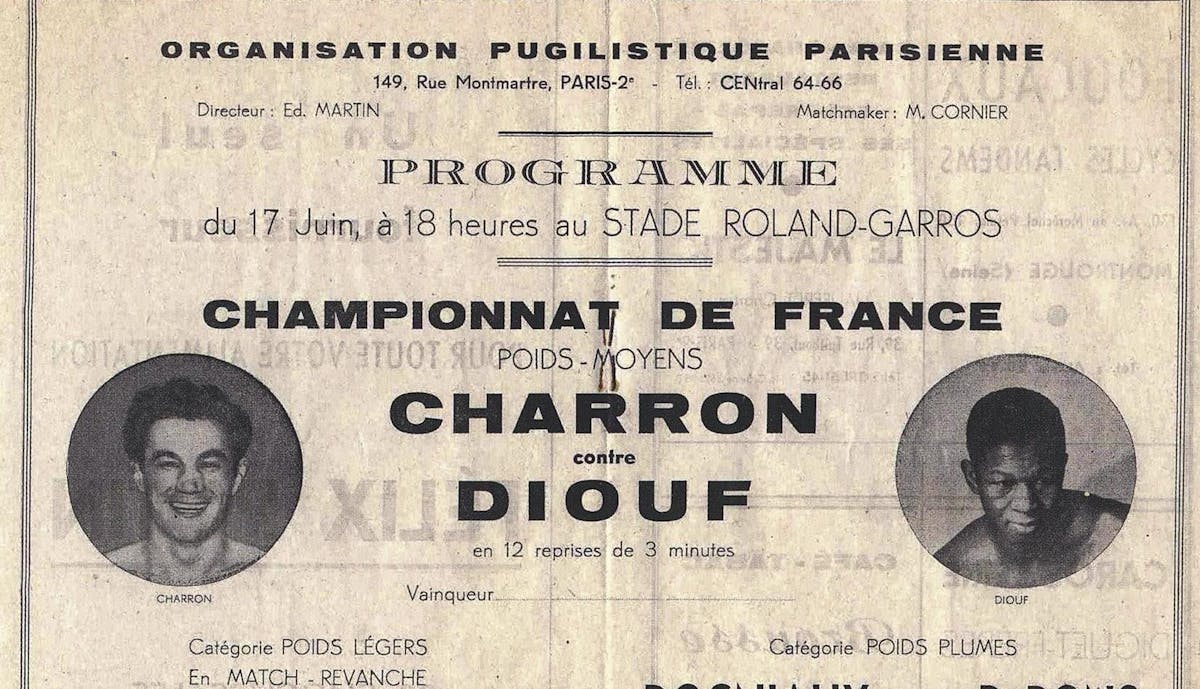 ORGANISATION PUGILISTIQUE PARISIENNE
149, Rue Montmartre, PARIS-2e - Tél. : CENtral 64-66
Directeur : Ed. MARTIN
Matchmaker : M. CORNIER
PROGRAMME
du 17 Juin, à 18 heures au STADE ROLAND-GARROS
CHAMPIONNAT DE FRANCE
POIDS-MOYENS
CHARRON
contre
DIOUF
en 12 reprises de 3 minutes
Vainqueur
CHARRON
DIOUF
Catégorie POIDS LÉGERS
En MATCH-REVANCHE
Catégorie POIDS PLUMES